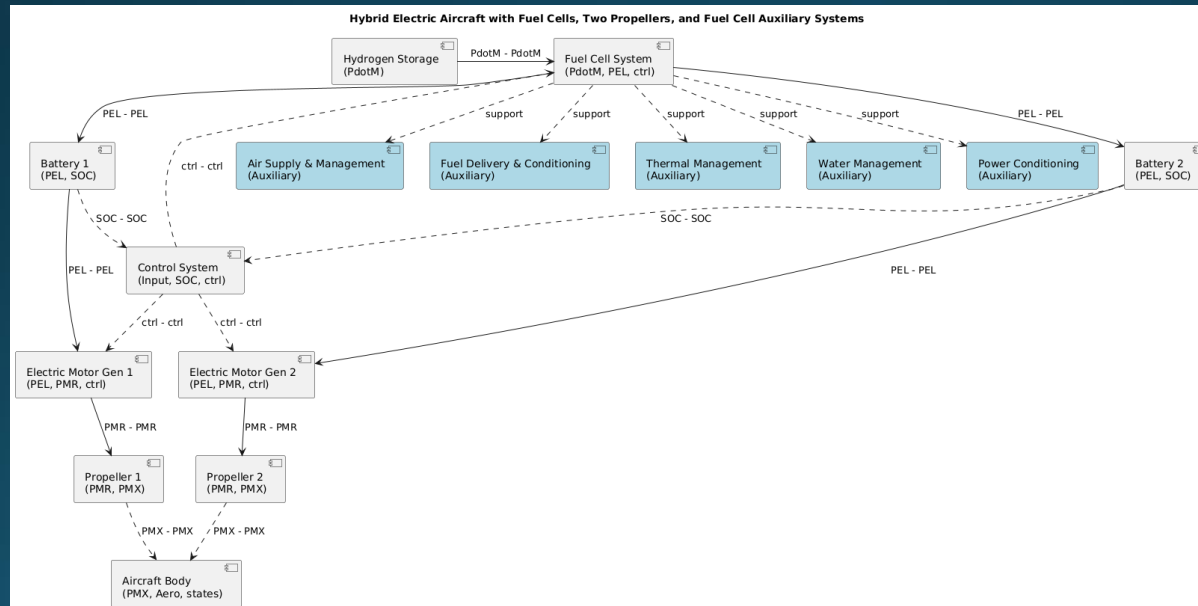 Hybrid Electric Aircraft with Fuel Cells, Two Propellers, and Fuel Cell Auxiliary Systems
Hydrogen Storage
(PdotM)
PdotM - PdotM
Fuel Cell System
(PdotM, PEL, ctrl)
PEL - PEL
support
support
support
support
support
PEL - PEL
Battery 1
(PEL, SOC)
ctrl - ctrl
Air Supply & Management
(Auxiliary)
Fuel Delivery & Conditioning
(Auxiliary)
Thermal Management
(Auxiliary)
Water Management
(Auxiliary)
Power Conditioning
(Auxiliary)
Battery 2
(PEL, SOC)
SOC - SOC
SOC - SOC
PEL - PEL
Control System
(Input, SOC, ctrl)
PEL - PEL
ctrl - ctrl
ctrl - ctrl
Electric Motor Gen 1
(PEL, PMR, ctrl)
Electric Motor Gen 2
(PEL, PMR, ctrl)
PMR - PMR
PMR - PMR
Propeller 1
(PMR, PMX)
Propeller 2
(PMR, PMX)
PMX - PMX
PMX - PMX
Aircraft Body
(PMX, Aero, states)